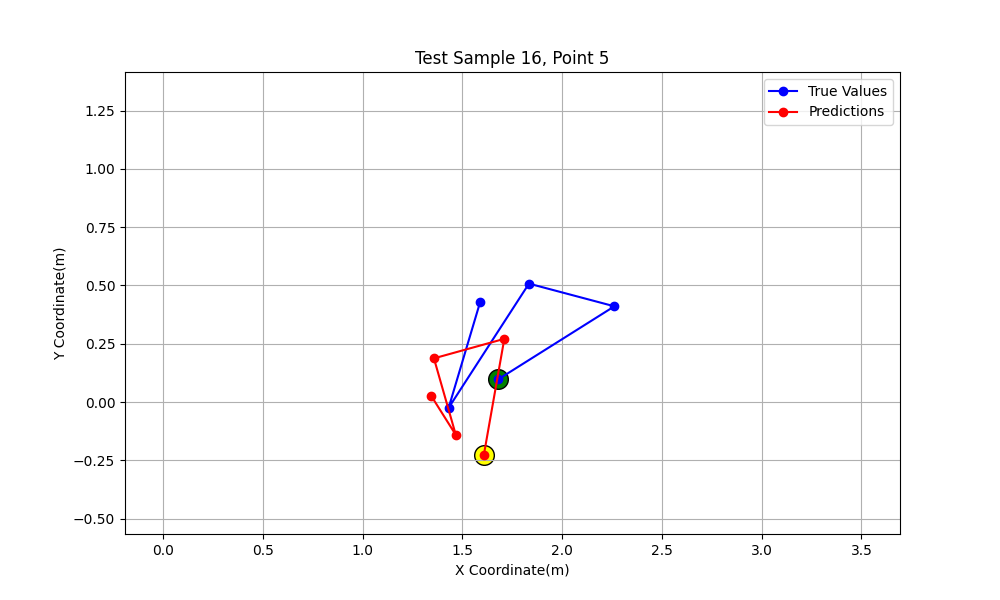 Test Sample 16, Point 5
True Values
Predictions
1.25
1.00
0.75
0.50
0.25
0.00
−0.25
−0.50
Y Coordinate(m)
0.0 0.5 1.0 1.5 2.0 2.5 3.0 3.5
X Coordinate(m)